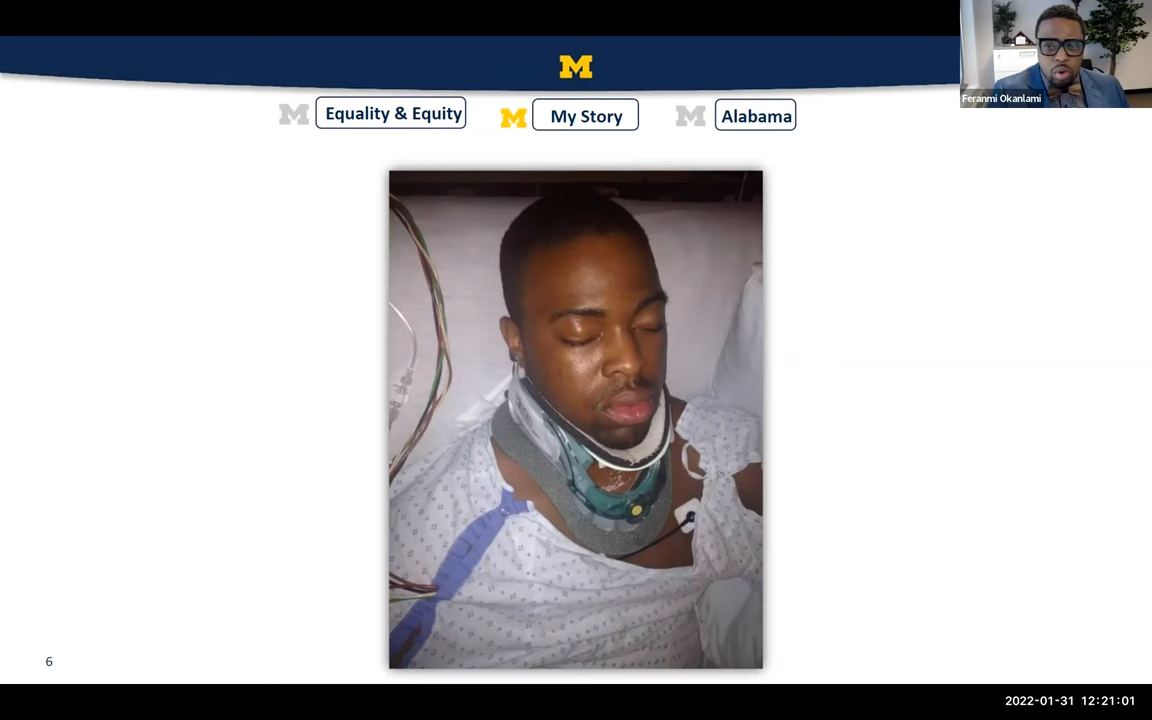 M
Feranmi Okanlami
M Equality & Equity M My Story M Alabama
6
2022-01-31 12:21:01